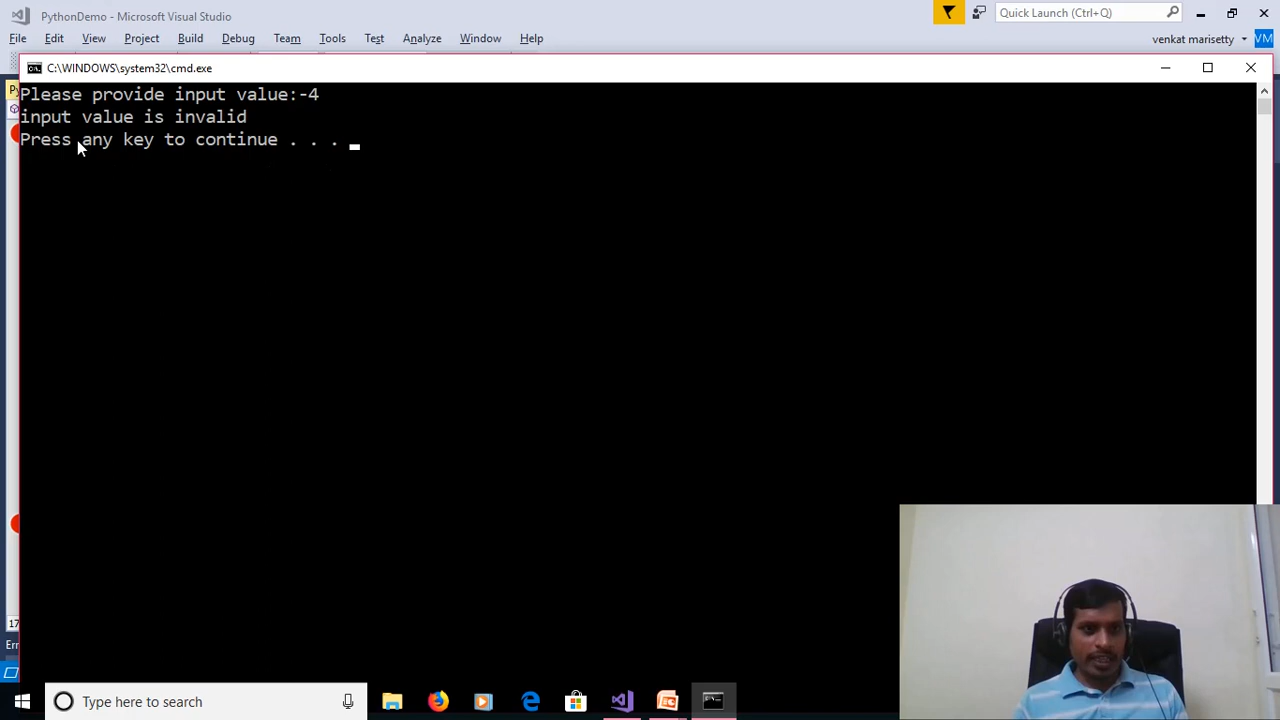 PythonDemo - Microsoft Visual Studio
Quick Launch (Ctrl+Q)
File Edit View Project Build Debug Team Tools Test Analyze Window Help
venkat marisetty VM
C:\WINDOWS\system32\cmd.exe
Please provide input value:-4
input value is invalid
Press any key to continue . . .
Type here to search